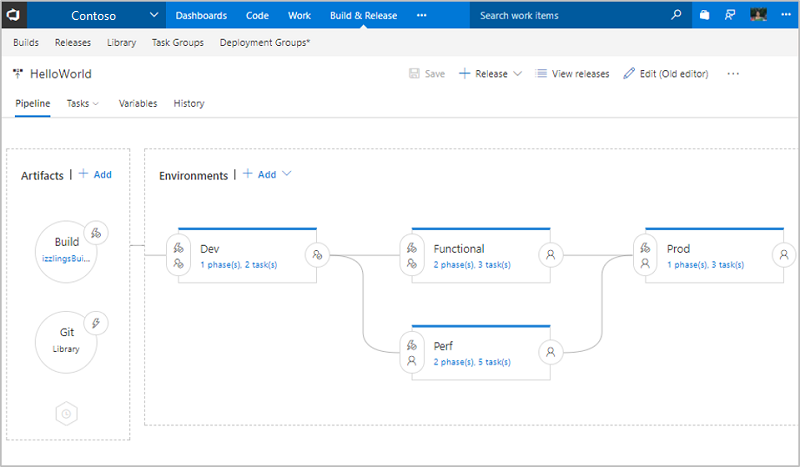 Contoso Dashboards Code Work Build & Release ··· Search work items ···
Builds Releases Library Task Groups Deployment Groups*
HelloWorld Save + Release View releases Edit (Old editor) ···
Pipeline Tasks Variables History
Artifacts | + Add
Environments | + Add
Build
izzlingsBui...
Git
Library
Dev
1 phase(s), 2 task(s)
Functional
2 phase(s), 3 task(s)
Prod
1 phase(s), 3 task(s)
Perf
2 phase(s), 5 task(s)